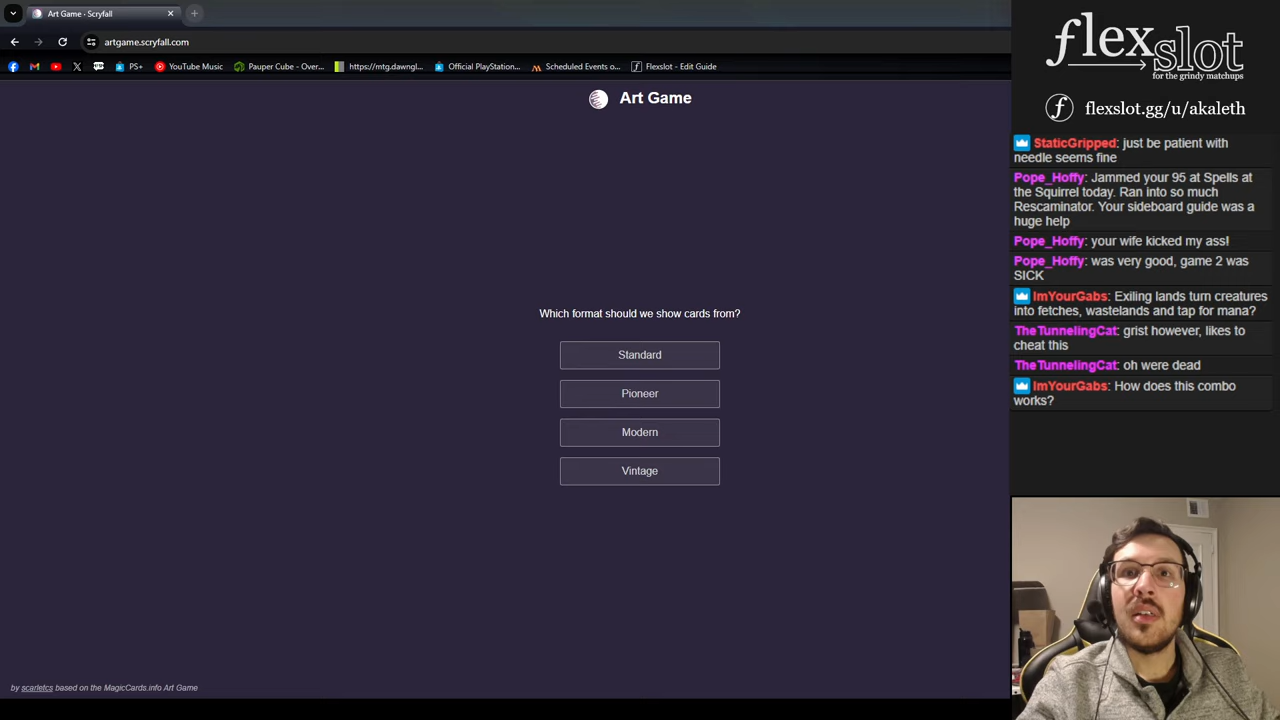 Art Game · Scryfall
artgame.scryfall.com
PS+
YouTube Music
Pauper Cube - Over...
https://mtg.dawngl...
Official PlayStation...
Scheduled Events o...
Flexslot - Edit Guide
Art Game
Which format should we show cards from?
Standard
Pioneer
Modern
Vintage
by scarletcs based on the MagicCards.info Art Game
flexslot
for the grindy matchups
flexslot.gg/u/akaleth
StaticGripped: just be patient with
needle seems fine
Pope_Hoffy: Jammed your 95 at Spells at
the Squirrel today. Ran into so much
Rescaminator. Your sideboard guide was a
huge help
Pope_Hoffy: your wife kicked my ass!
Pope_Hoffy: was very good, game 2 was
SICK
ImYourGabs: Exiling lands turn creatures
into fetches, wastelands and tap for mana?
TheTunnelingCat: grist however, likes to
cheat this
TheTunnelingCat: oh were dead
ImYourGabs: How does this combo
works?